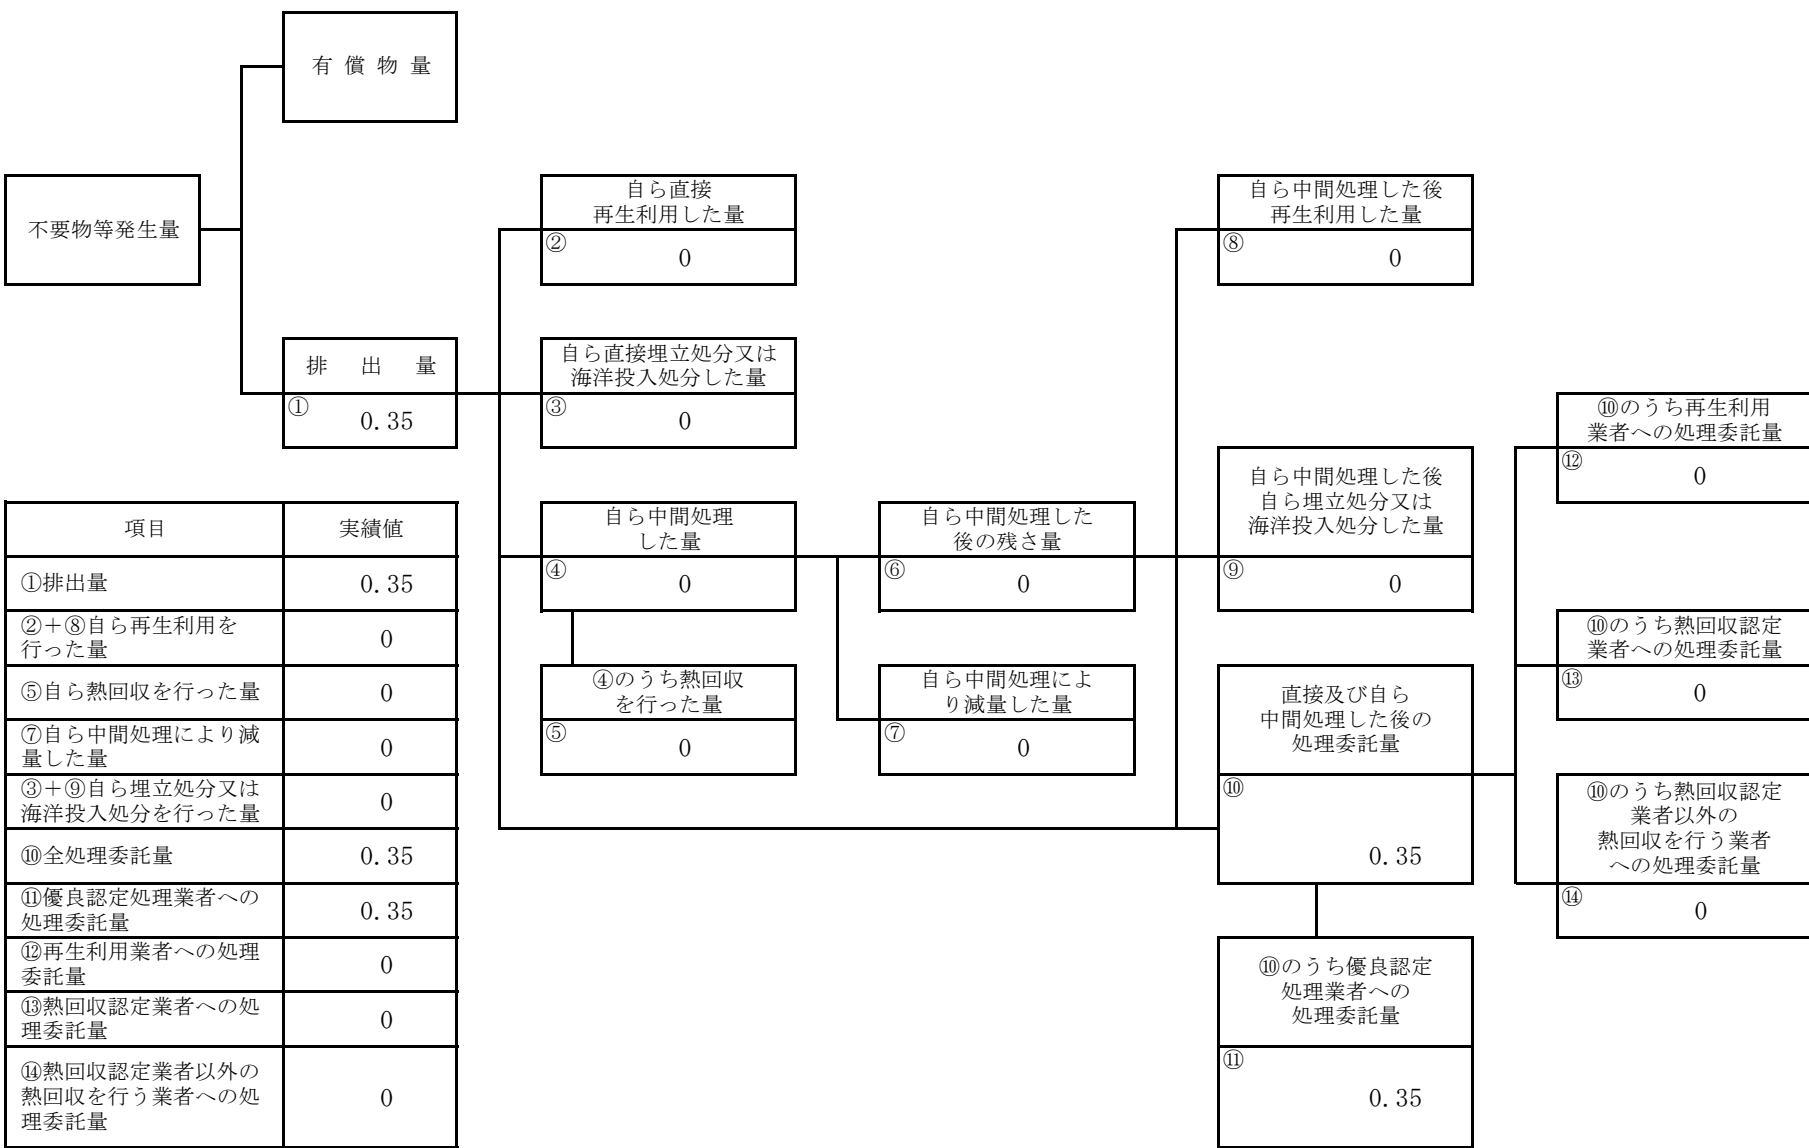 有償物量
不要物等発生量
自ら直接
再生利用した量
②
0
自ら中間処理した後
再生利用した量
⑧
0
排出量
①
0.35
自ら直接埋立処分又は
海洋投入処分した量
③
0
⑩のうち再生利用
業者への処理委託量
⑫
0
自ら中間処理した後
自ら埋立処分又は
海洋投入処分した量
⑨
0
自ら中間処理
した量
④
0
自ら中間処理した
後の残さ量
⑥
0
④のうち熱回収
を行った量
⑤
0
自ら中間処理によ
り減量した量
⑦
0
直接及び自ら
中間処理した後の
処理委託量
⑩
0.35
⑩のうち熱回収認定
業者への処理委託量
⑬
0
⑩のうち熱回収認定
業者以外の
熱回収を行う業者
への処理委託量
⑭
0
⑩のうち優良認定
処理業者への
処理委託量
⑪
0.35
項目 実績値
①排出量 0.35
②+⑧自ら再生利用を
行った量 0
⑤自ら熱回収を行った量 0
⑦自ら中間処理により減
量した量 0
③+⑨自ら埋立処分又は
海洋投入処分を行った量 0
⑩全処理委託量 0.35
⑪優良認定処理業者への
処理委託量 0.35
⑫再生利用業者への処理
委託量 0
⑬熱回収認定業者への処
理委託量 0
⑭熱回収認定業者以外の
熱回収を行う業者への処
理委託量 0